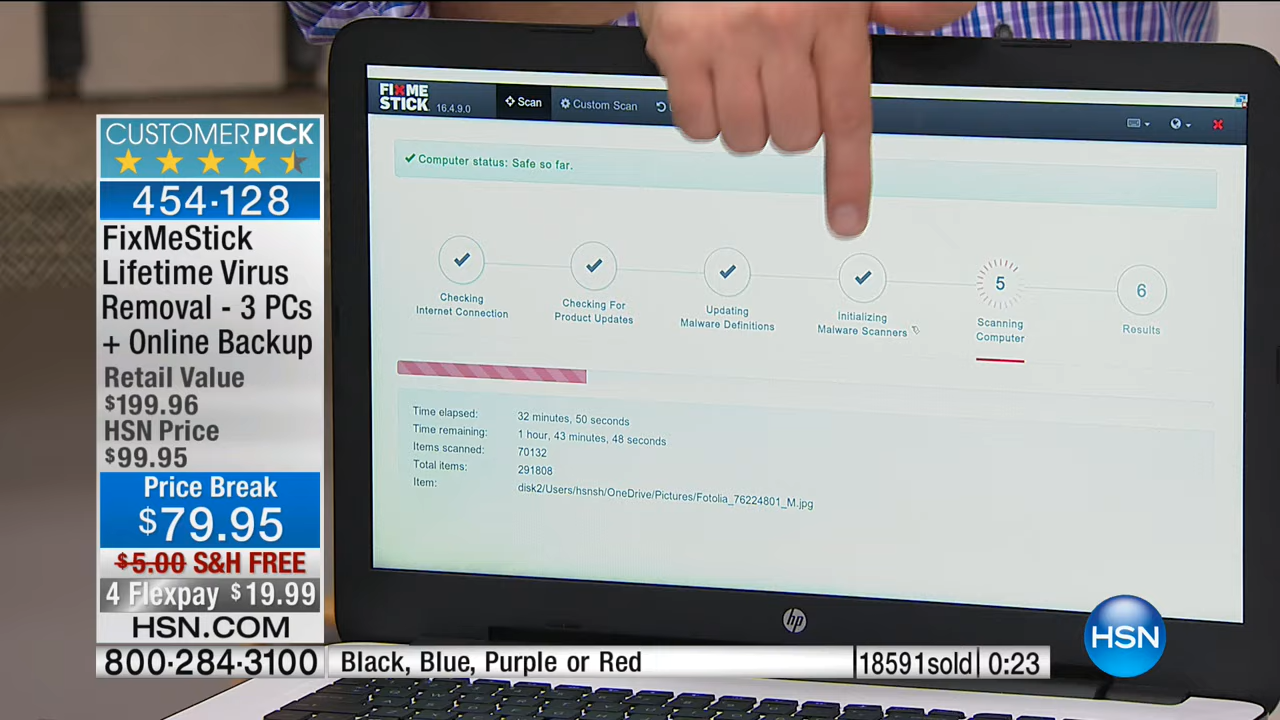 CUSTOMER PICK
454·128
FixMeStick
Lifetime Virus
Removal - 3 PCs
+ Online Backup
Retail Value
$199.96
HSN Price
$99.95
Price Break
$79.95
$5.00 S&H FREE
4 Flexpay $19.99
HSN.COM
800·284·3100
Black, Blue, Purple or Red
18591sold
0:23
HSN
FIXME
STICK
16.4.9.0
Scan
Custom Scan
Computer status: Safe so far.
Checking
Internet Connection
Checking For
Product Updates
Updating
Malware Definitions
Initializing
Malware Scanners
5
Scanning
Computer
6
Results
Time elapsed: 32 minutes, 50 seconds
Time remaining: 1 hour, 43 minutes, 48 seconds
Items scanned: 70132
Total items: 291808
Item: disk2/Users/hsnsh/OneDrive/Pictures/Fotolia_76224801_M.jpg
hp